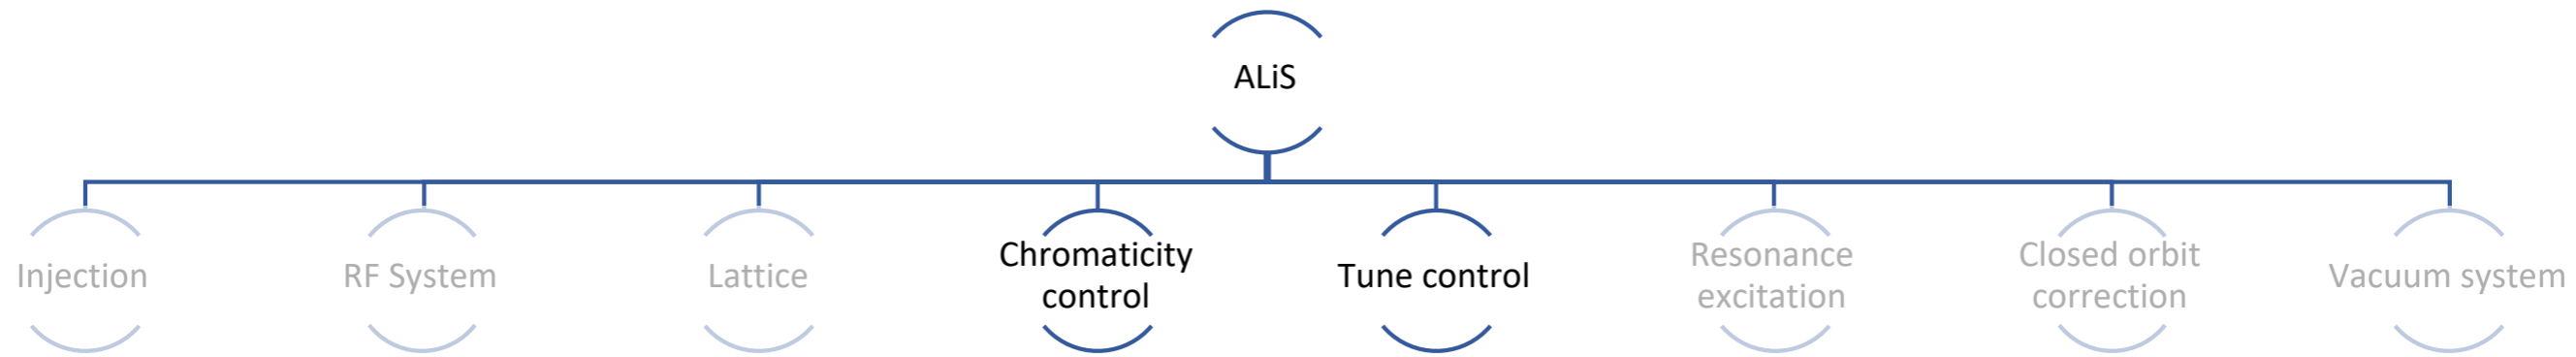 ALiS
Injection
RF System
Lattice
Chromaticity
control
Tune control
Resonance
excitation
Closed orbit
correction
Vacuum system